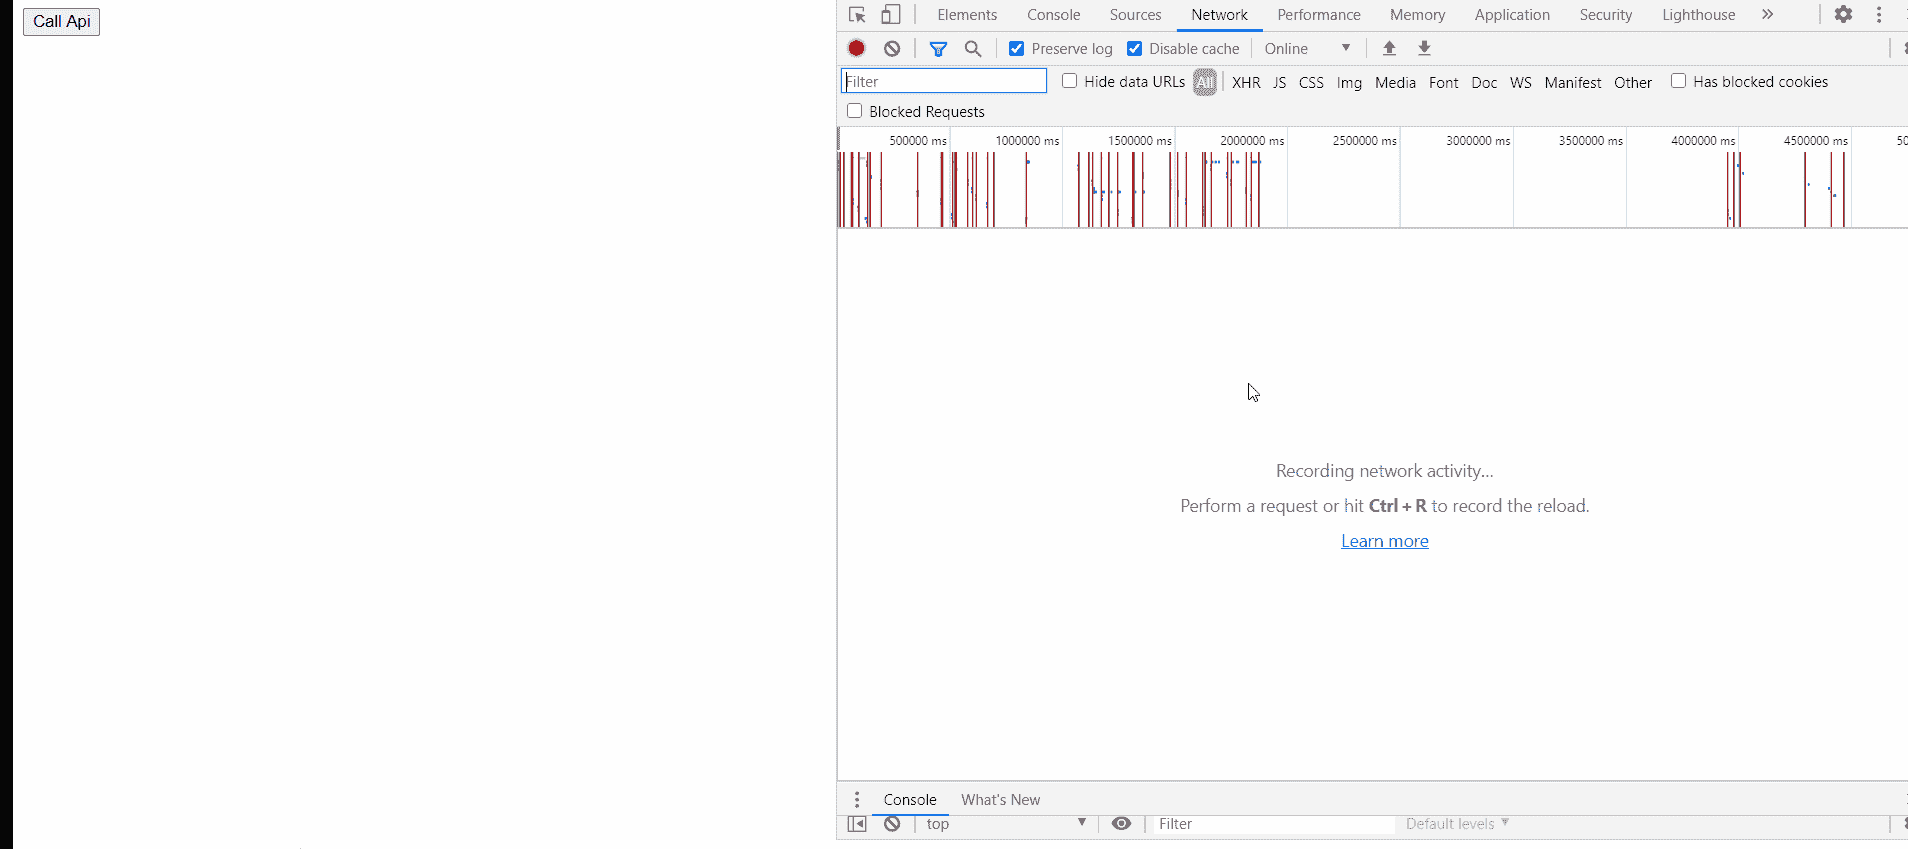 Call Api
Elements Console Sources Network Performance Memory Application Security Lighthouse »
Preserve log Disable cache Online
Filter Hide data URLs All XHR JS CSS Img Media Font Doc WS Manifest Other Has blocked cookies
Blocked Requests
500000 ms 1000000 ms 1500000 ms 2000000 ms 2500000 ms 3000000 ms 3500000 ms 4000000 ms 4500000 ms 50
Recording network activity...
Perform a request or hit Ctrl + R to record the reload.
Learn more
Console What's New
top Filter Default levels